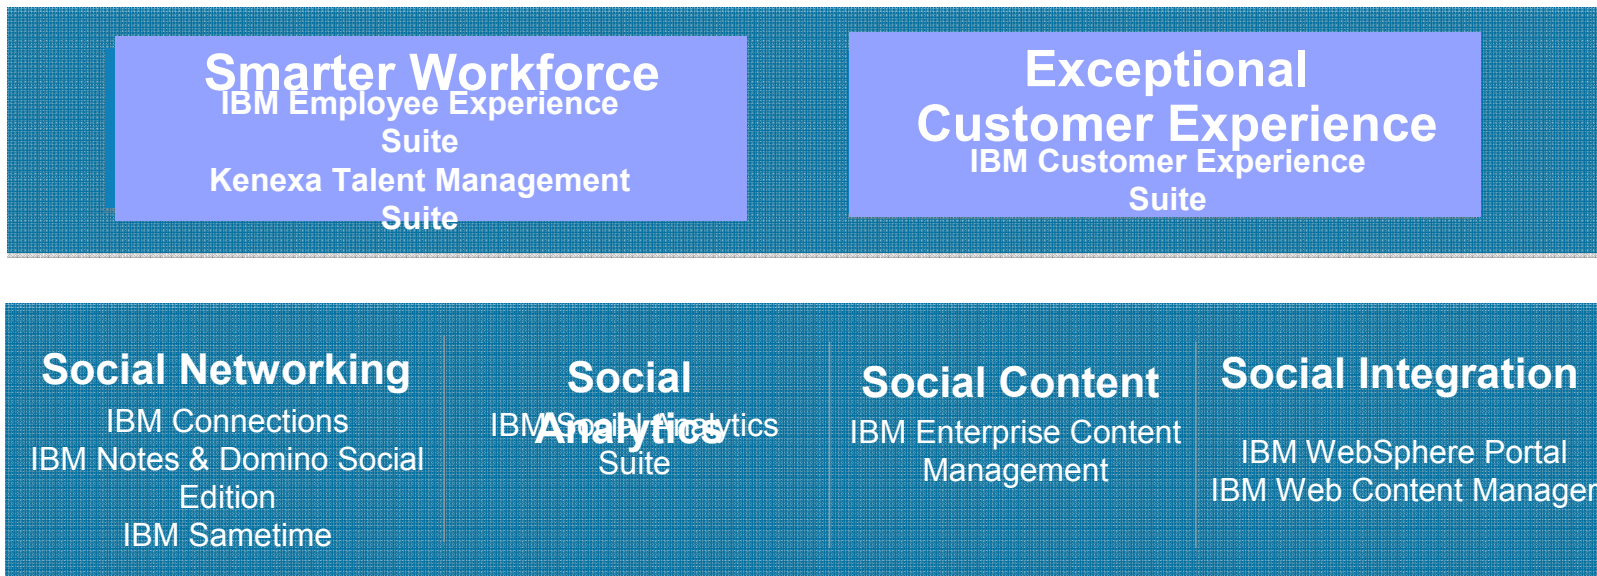 Smarter Workforce
IBM Employee Experience
Suite
Kenexa Talent Management
Suite
Exceptional
Customer Experience
IBM Customer Experience
Suite
Social Networking
IBM Connections
IBM Notes & Domino Social
Edition
IBM Sametime
Social
Analytics
IBM Social Analytics
Suite
Social Content
IBM Enterprise Content
Management
Social Integration
IBM WebSphere Portal
IBM Web Content Manager